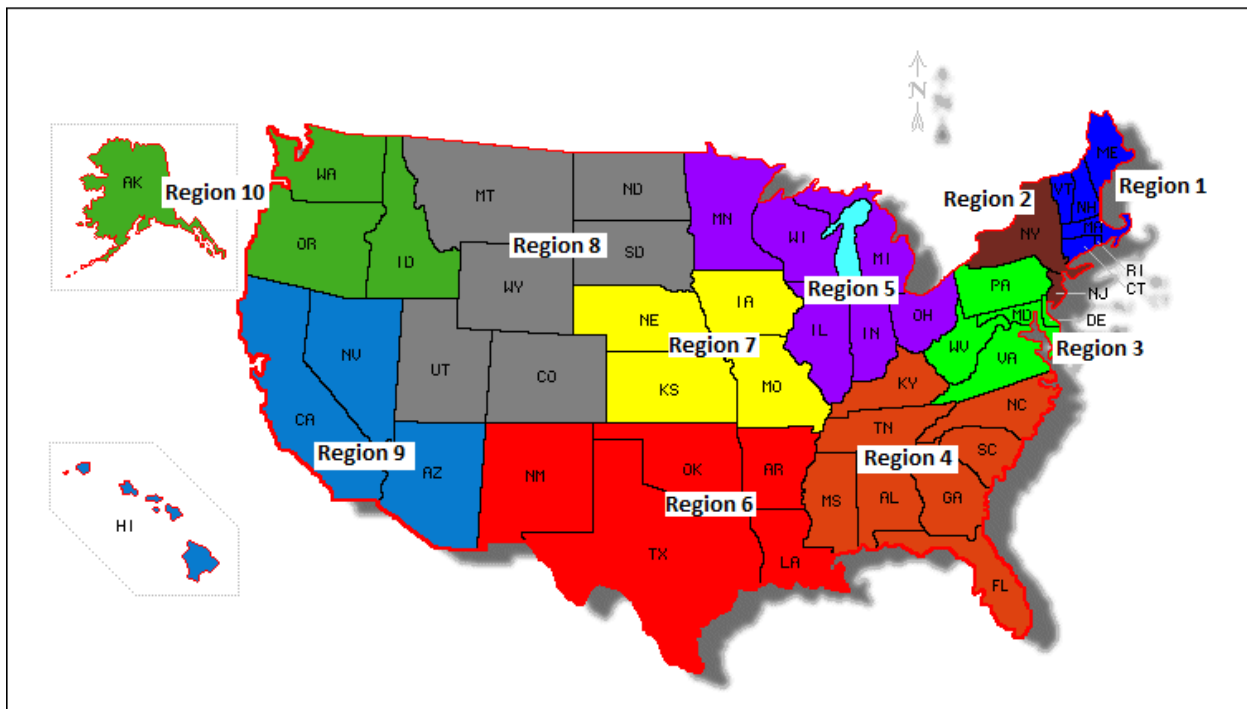 N
ME
AK
WA
Region 10
MT
ND
MN
Region 2
VT
Region 1
NH
MA
NY
OR
ID
Region 8
SD
WI
MI
RI
CT
NJ
DE
WY
Region 5
PA
NE
IA
MD
OH
NV
Region 7
IL
IN
WV
VA
Region 3
UT
CO
KS
MO
KY
CA
NC
TN
Region 9
Region 4
SC
AZ
NM
OK
AR
Region 6
MS
AL
GA
HI
TX
LA
FL